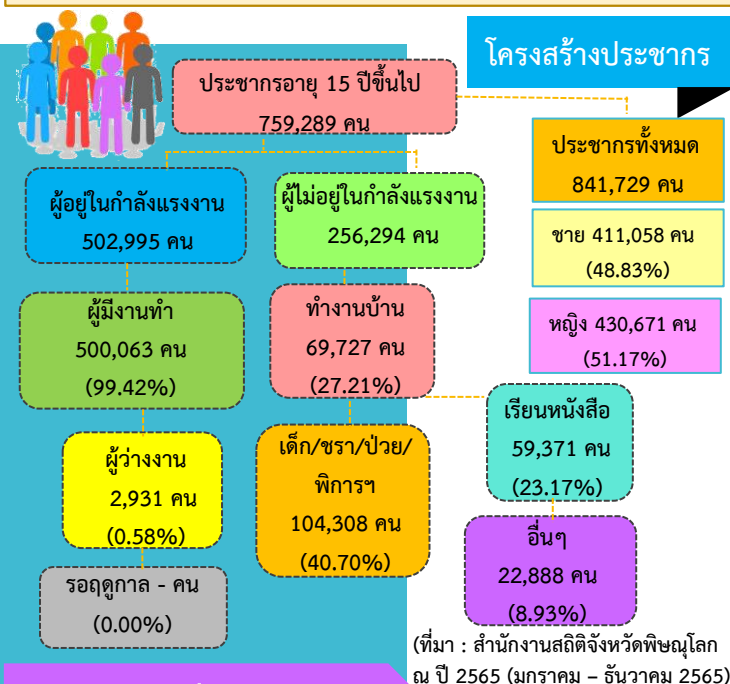 โครงสร้างประชากร
ประชากรอายุ 15 ปีขึ้นไป
759,289 คน
ประชากรทั้งหมด
841,729 คน
ชาย 411,058 คน
(48.83%)
หญิง 430,671 คน
(51.17%)
ผู้อยู่ในกำลังแรงงาน
502,995 คน
ผู้ไม่อยู่ในกำลังแรงงาน
256,294 คน
ผู้มีงานทำ
500,063 คน
(99.42%)
ทำงานบ้าน
69,727 คน
(27.21%)
เรียนหนังสือ
59,371 คน
(23.17%)
ผู้ว่างงาน
2,931 คน
(0.58%)
เด็ก/ชรา/ป่วย/
พิการฯ
104,308 คน
(40.70%)
อื่นๆ
22,888 คน
(8.93%)
รอฤดูกาล - คน
(0.00%)
(ที่มา : สำนักงานสถิติจังหวัดพิษณุโลก
ณ ปี 2565 (มกราคม – ธันวาคม 2565)